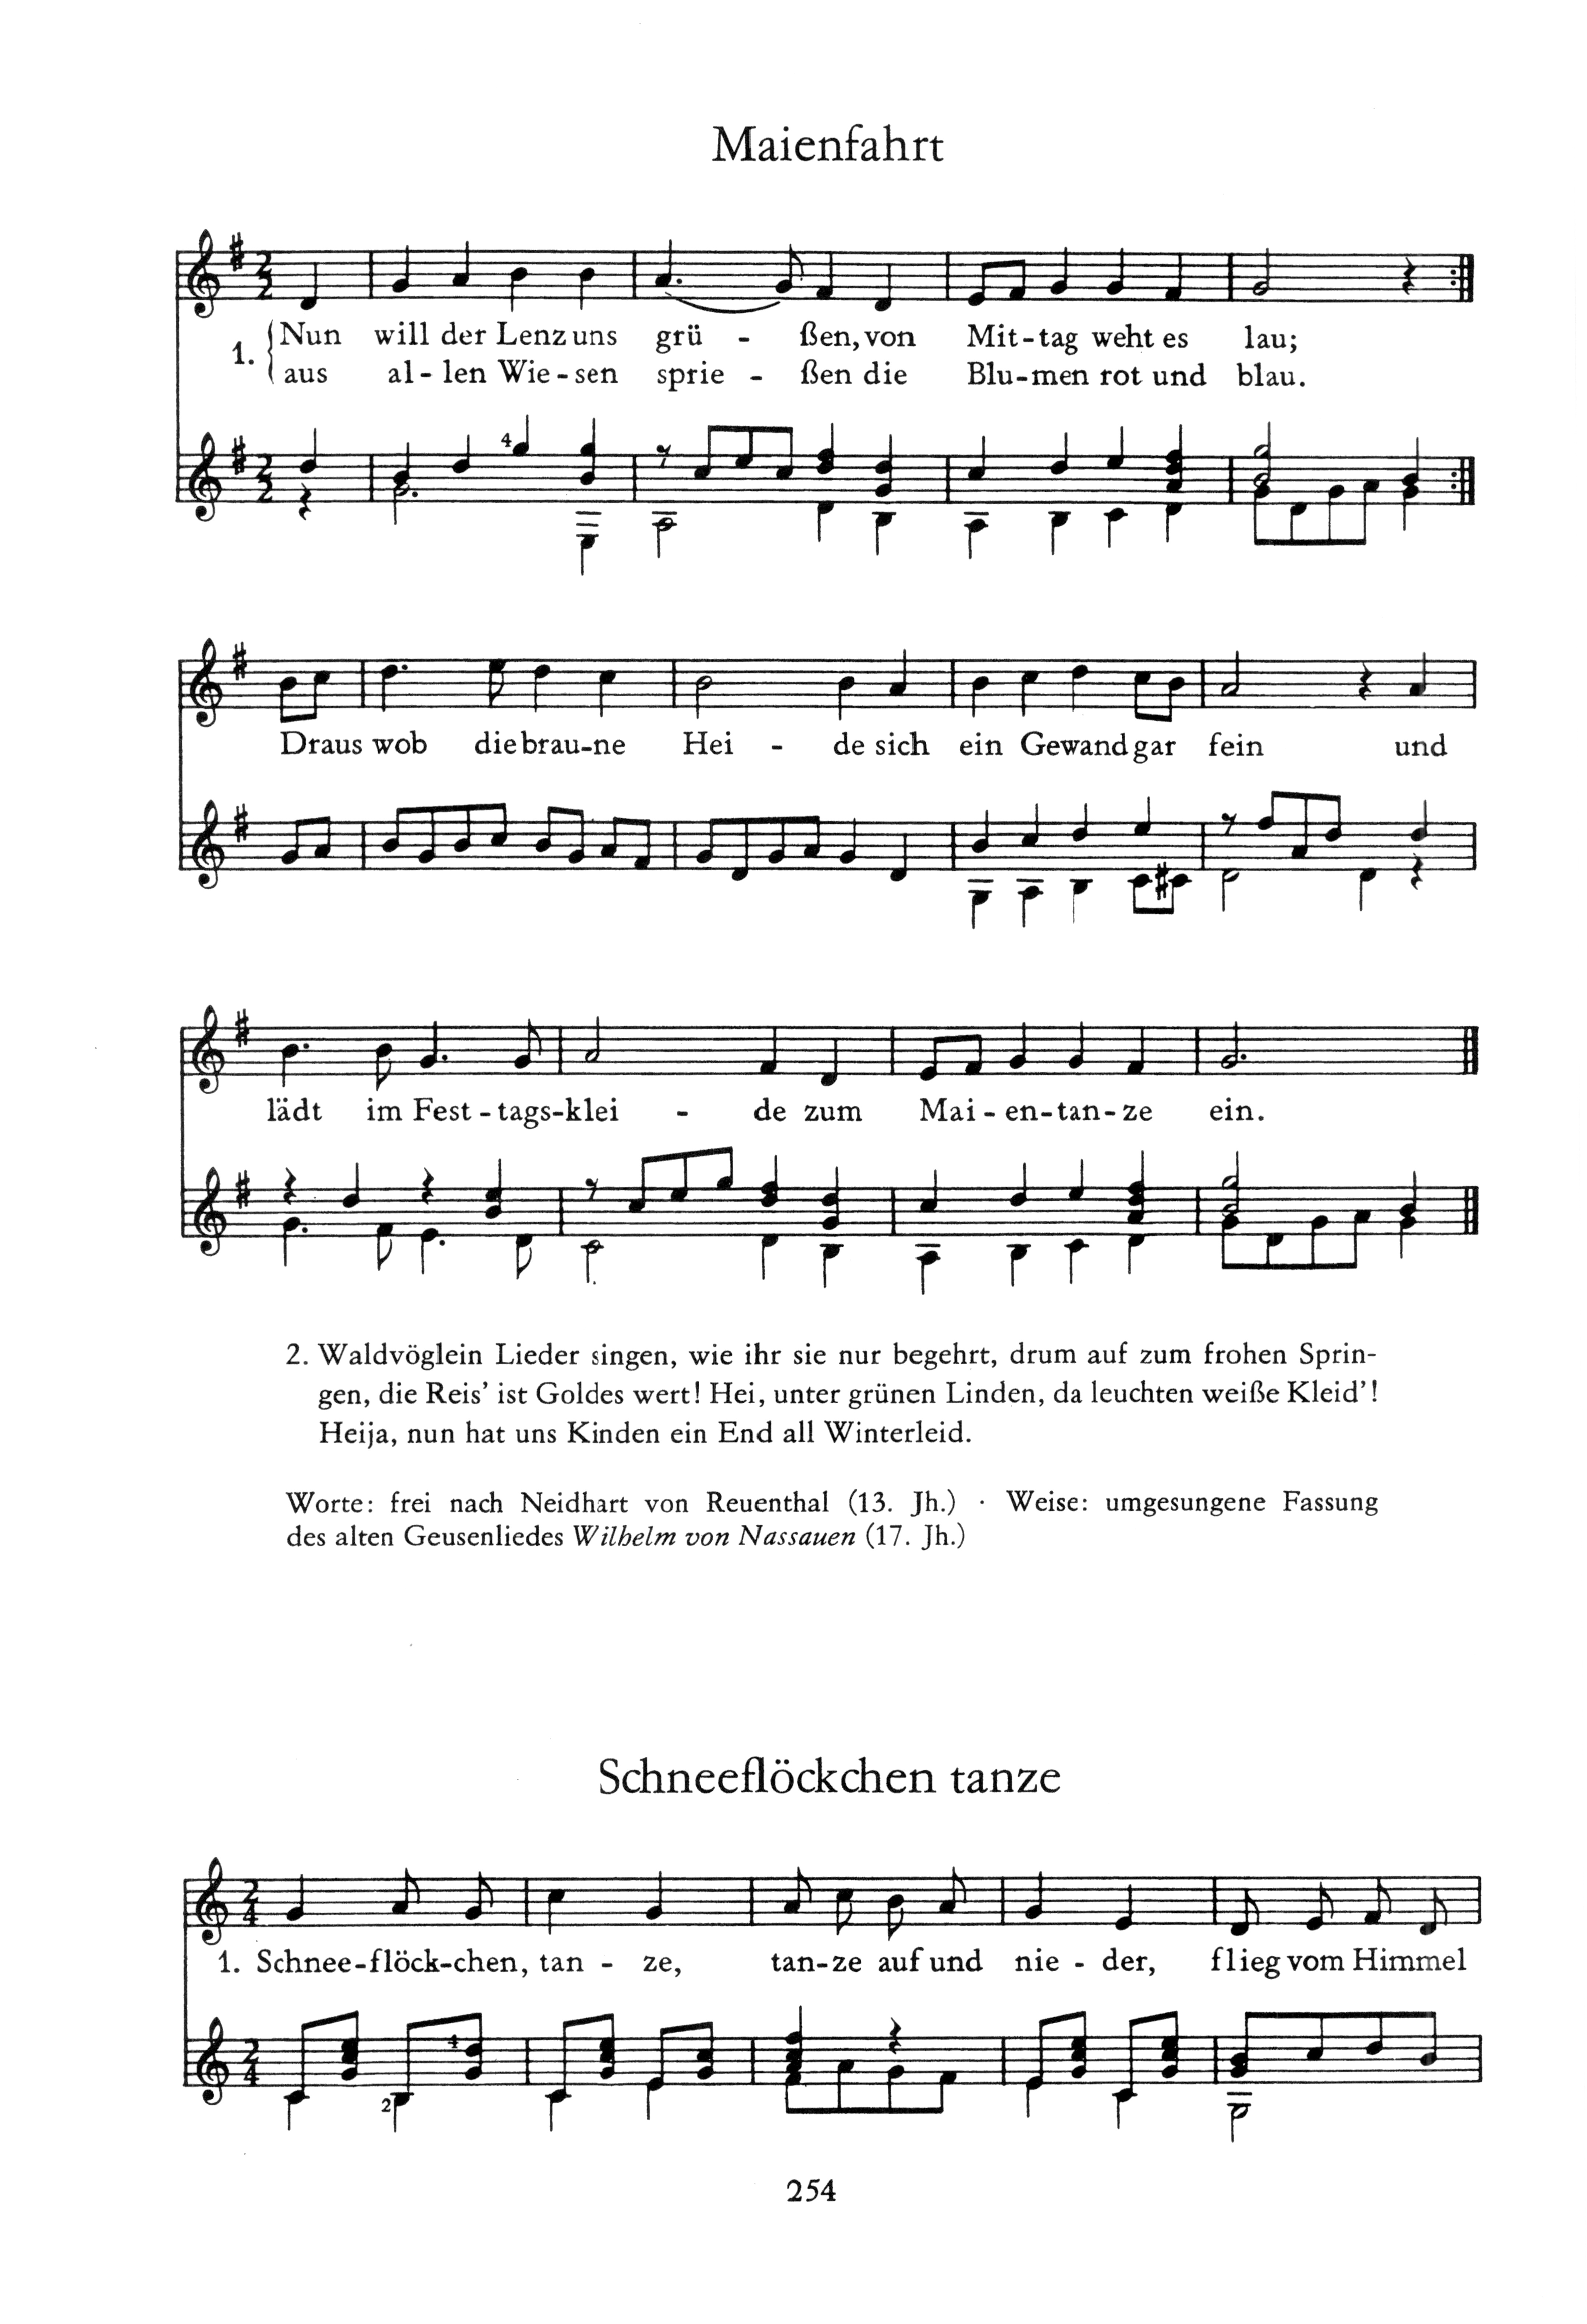 Maienfahrt
1. Nun will der Lenz uns grü - ßen, von Mit-tag weht es lau;
aus al-len Wie-sen sprie - ßen die Blu-men rot und blau.
4
Draus wob die brau-ne Hei - de sich ein Gewand gar fein und
lädt im Fest-tags-klei - de zum Mai-en-tan-ze ein.
2. Waldvöglein Lieder singen, wie ihr sie nur begehrt, drum auf zum frohen Sprin-
gen, die Reis' ist Goldes wert! Hei, unter grünen Linden, da leuchten weiße Kleid'!
Heija, nun hat uns Kinden ein End all Winterleid.
Worte: frei nach Neidhart von Reuenthal (13. Jh.) · Weise: umgesungene Fassung
des alten Geusenliedes Wilhelm von Nassauen (17. Jh.)
Schneeflöckchen tanze
1. Schnee-flöck-chen, tan - ze, tan-ze auf und nie - der, flieg vom Himmel
4
2
254